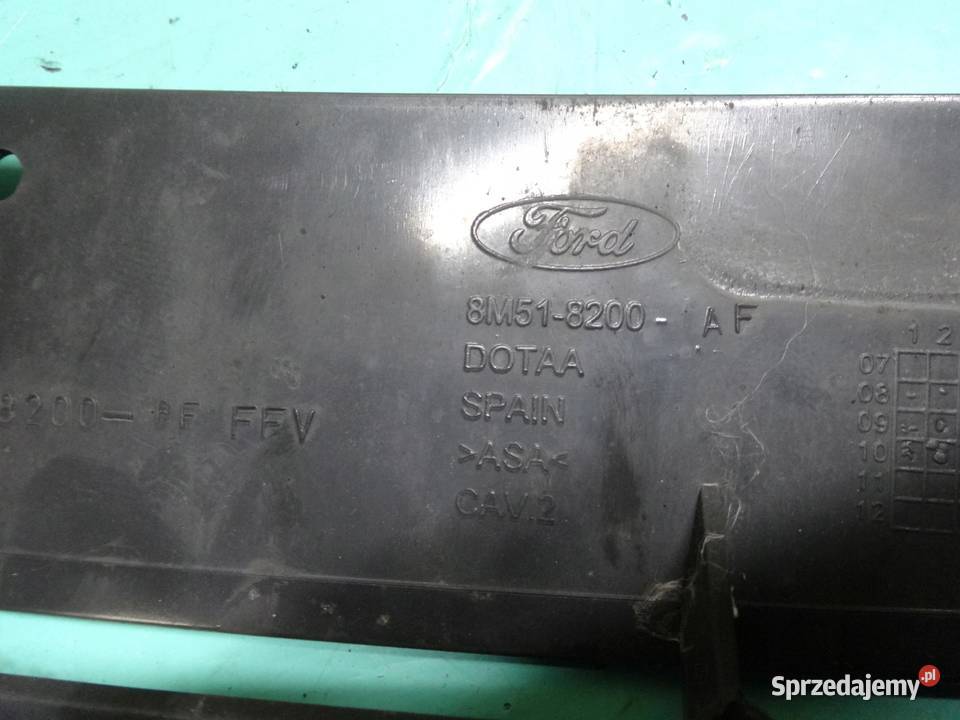 Ford
8M51-8200- AF
DOTAA
SPAIN
>ASA<
CAV.2
8200- FEV
1 2
07
08
09
10
11
12
Sprzedajemy.pl